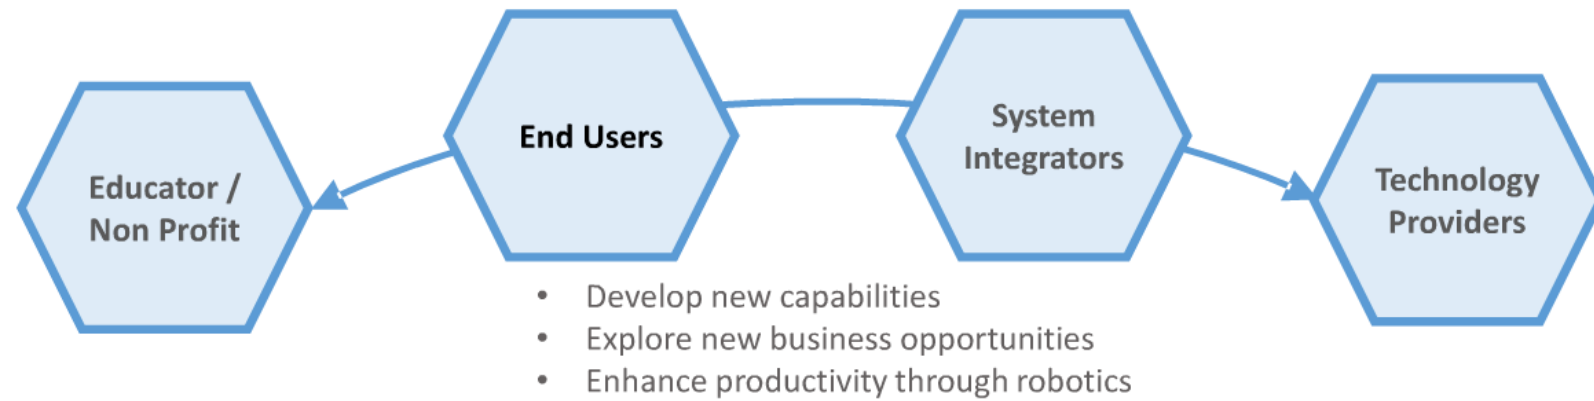 Educator /
Non Profit
End Users
System
Integrators
Technology
Providers
• Develop new capabilities
• Explore new business opportunities
• Enhance productivity through robotics